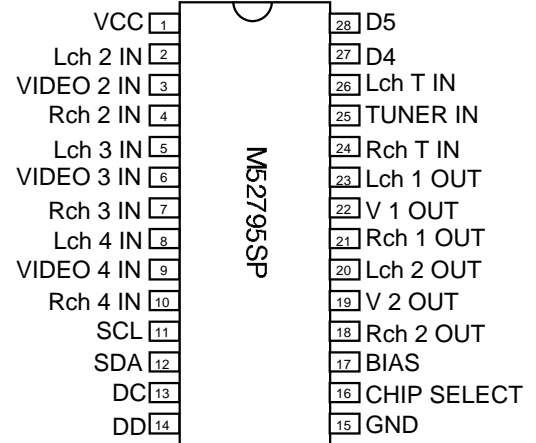 VCC 1 28 D5
Lch 2 IN 2 27 D4
VIDEO 2 IN 3 26 Lch T IN
Rch 2 IN 4 25 TUNER IN
Lch 3 IN 5 24 Rch T IN
VIDEO 3 IN 6 23 Lch 1 OUT
Rch 3 IN 7 22 V 1 OUT
Lch 4 IN 8 21 Rch 1 OUT
VIDEO 4 IN 9 20 Lch 2 OUT
Rch 4 IN 10 19 V 2 OUT
SCL 11 18 Rch 2 OUT
SDA 12 17 BIAS
DC 13 16 CHIP SELECT
DD 14 15 GND
M52795SP